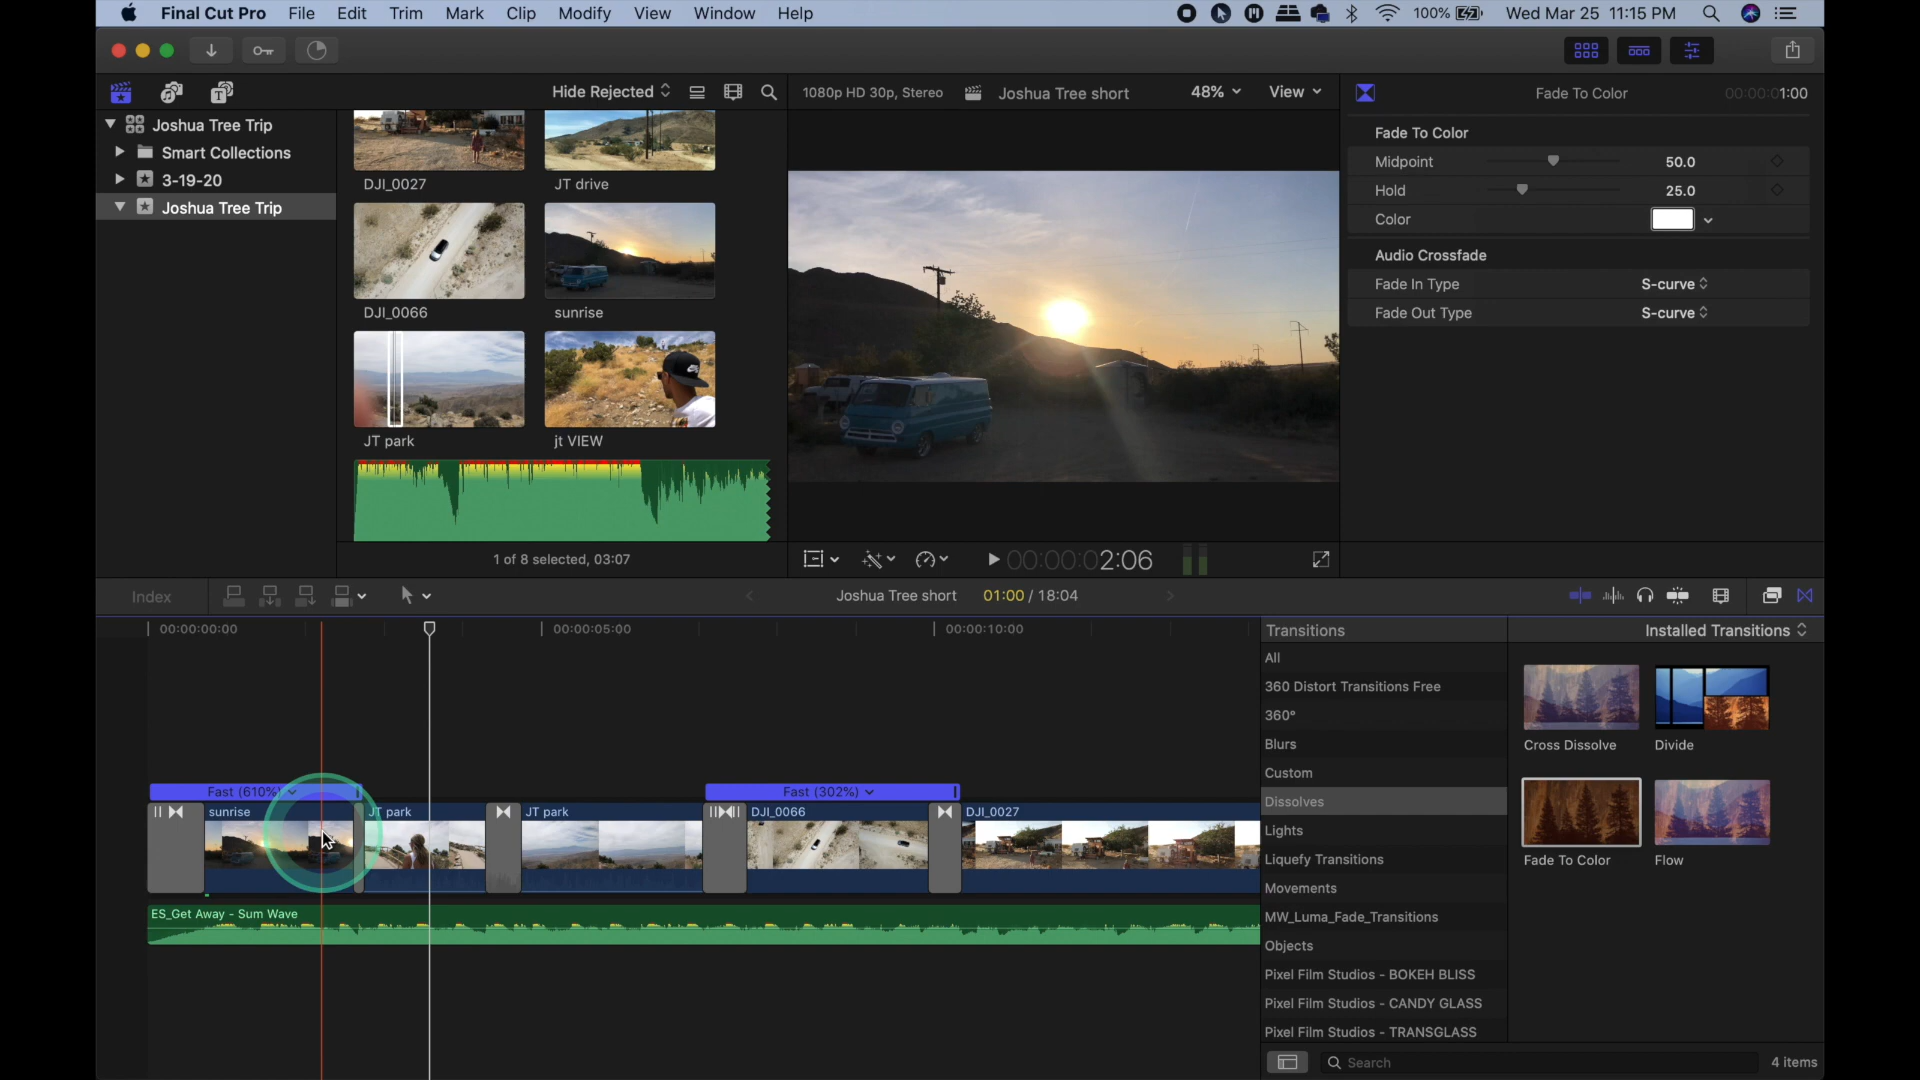 Final Cut Pro File Edit Trim Mark Clip Modify View Window Help 100% Wed Mar 25 11:15 PM
Hide Rejected
1080p HD 30p, Stereo Joshua Tree short 48% View
Fade To Color 00:00:01:00
Joshua Tree Trip
Smart Collections
3-19-20
Joshua Tree Trip
DJI_0027 JT drive
DJI_0066 sunrise
JT park jt VIEW
1 of 8 selected, 03:07
00:00:02:06
Fade To Color
Midpoint 50.0
Hold 25.0
Color
Audio Crossfade
Fade In Type S-curve
Fade Out Type S-curve
Index Joshua Tree short 01:00 / 18:04
00:00:00:00 00:00:05:00 00:00:10:00
Fast (610%) Fast (302%)
sunrise JT park JT park DJI_0066 DJI_0027
ES_Get Away - Sum Wave
Transitions Installed Transitions
All
360 Distort Transitions Free
360°
Blurs
Custom
Dissolves
Lights
Liquefy Transitions
Movements
MW_Luma_Fade_Transitions
Objects
Pixel Film Studios - BOKEH BLISS
Pixel Film Studios - CANDY GLASS
Pixel Film Studios - TRANSGLASS
Cross Dissolve Divide
Fade To Color Flow
Search 4 items